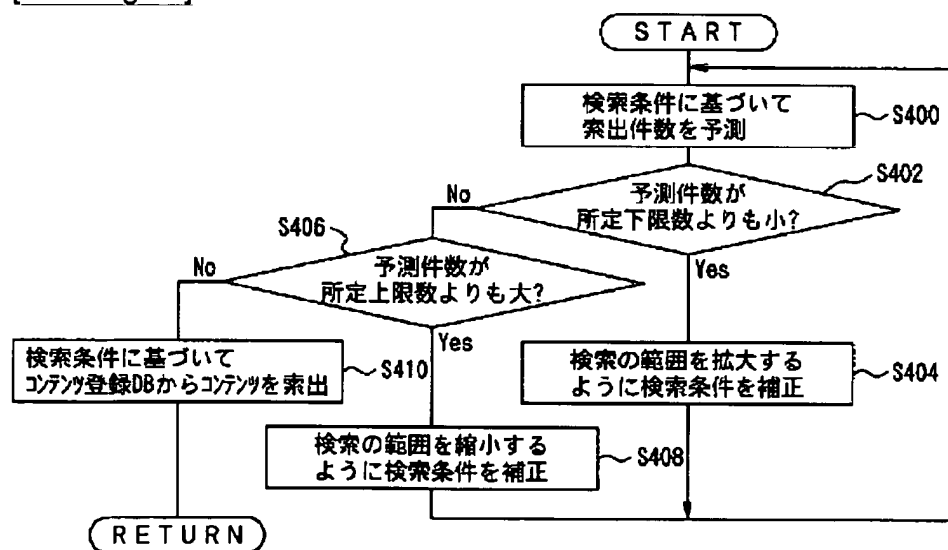 START
検索条件に基づいて
索出件数を予測
S400
S402
予測件数が
所定下限数よりも小?
No
Yes
S406
予測件数が
所定上限数よりも大?
No
Yes
検索条件に基づいて
コンテンツ登録DBからコンテンツを索出
S410
検索の範囲を拡大する
ように検索条件を補正
S404
検索の範囲を縮小する
ように検索条件を補正
S408
RETURN